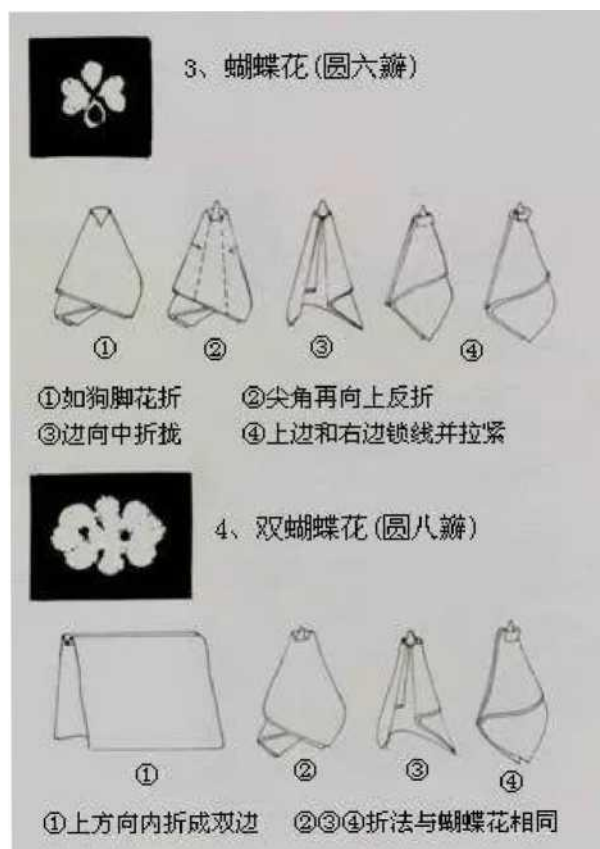 3、蝴蝶花(圆六瓣)
① ② ③ ④
①如狗脚花折 ②尖角再向上反折
③边向中折拢 ④上边和右边锁线并拉紧
4、双蝴蝶花(圆八瓣)
① ② ③ ④
①上方向内折成双边 ②③④折法与蝴蝶花相同